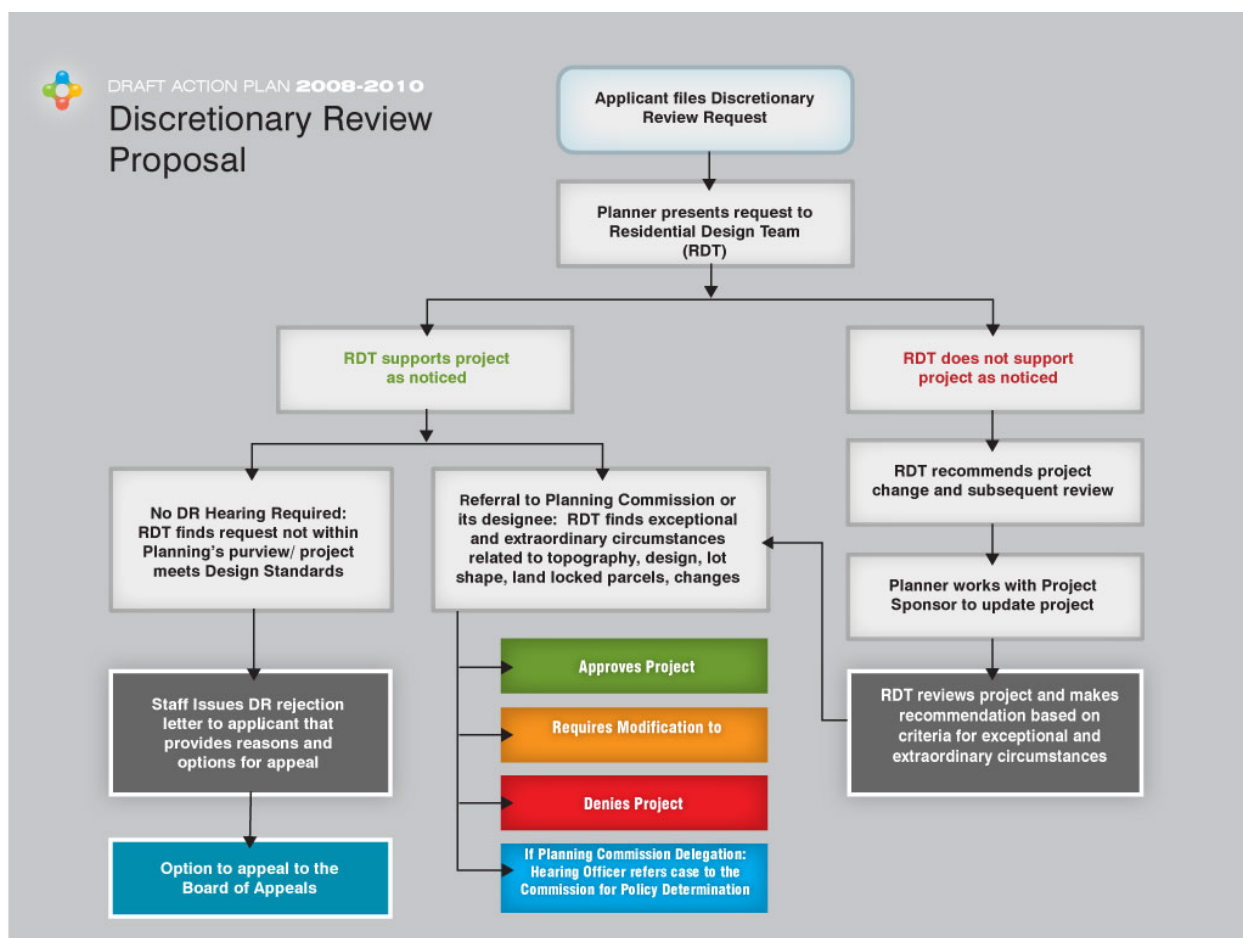 DRAFT ACTION PLAN 2008-2010
Discretionary Review
Proposal
Applicant files Discretionary
Review Request
Planner presents request to
Residential Design Team
(RDT)
RDT supports project
as noticed
RDT does not support
project as noticed
No DR Hearing Required:
RDT finds request not within
Planning's purview/ project
meets Design Standards
Referral to Planning Commission or
its designee: RDT finds exceptional
and extraordinary circumstances
related to topography, design, lot
shape, land locked parcels, changes
RDT recommends project
change and subsequent review
Planner works with Project
Sponsor to update project
Staff Issues DR rejection
letter to applicant that
provides reasons and
options for appeal
Approves Project
Requires Modification to
Denies Project
If Planning Commission Delegation:
Hearing Officer refers case to the
Commission for Policy Determination
RDT reviews project and makes
recommendation based on
criteria for exceptional and
extraordinary circumstances
Option to appeal to the
Board of Appeals